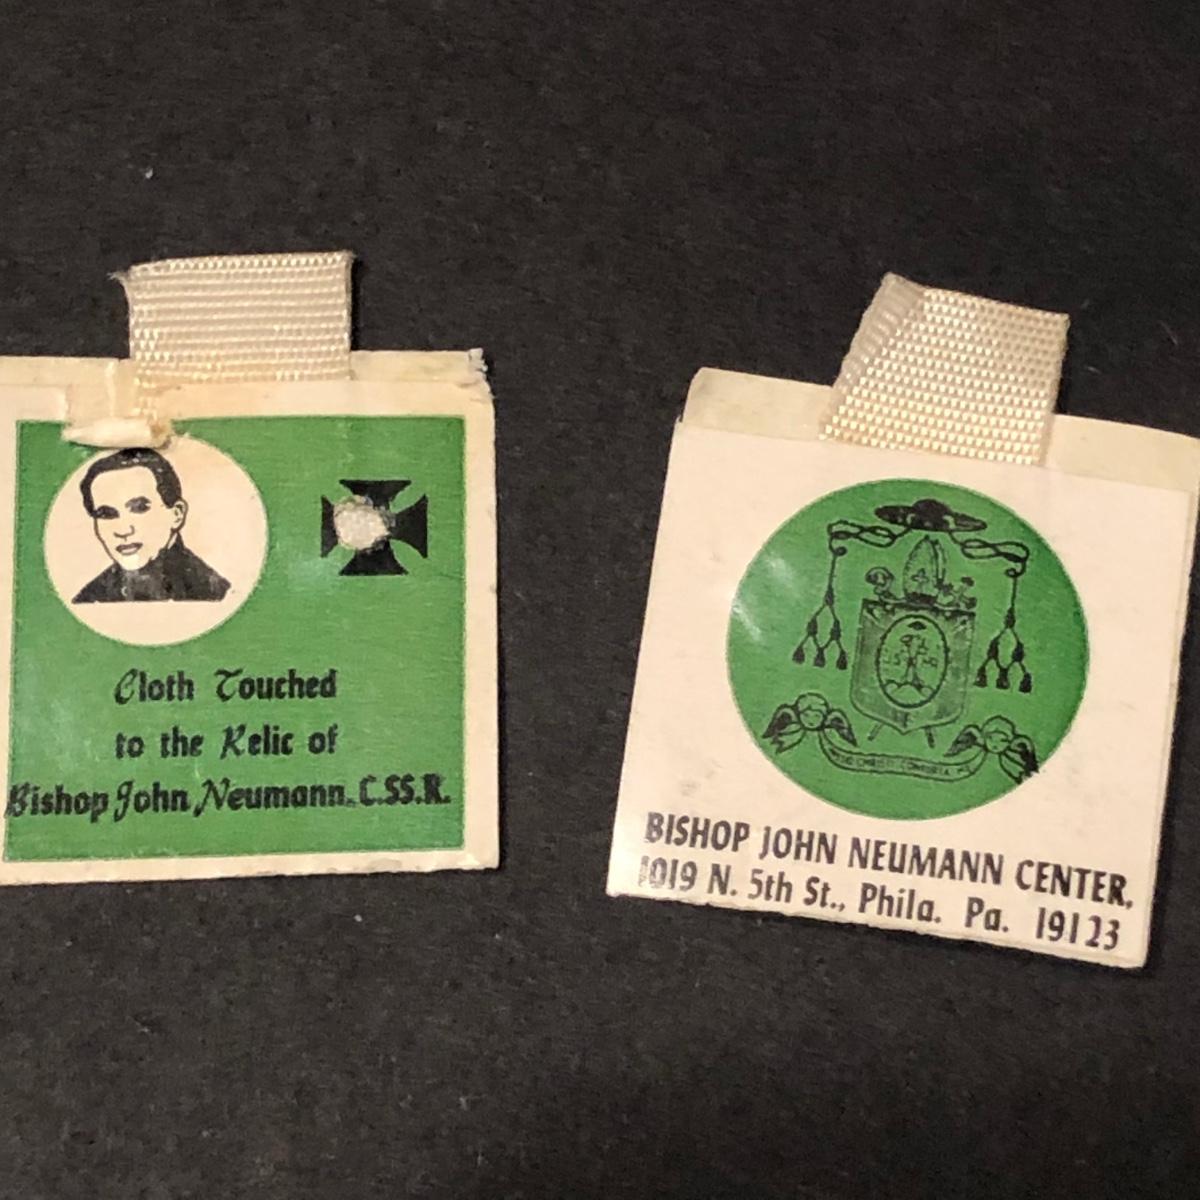 Cloth Touched
to the Relic of
Bishop John Neumann, C.SS.R.
BISHOP JOHN NEUMANN CENTER,
1019 N. 5th St., Phila. Pa. 19123